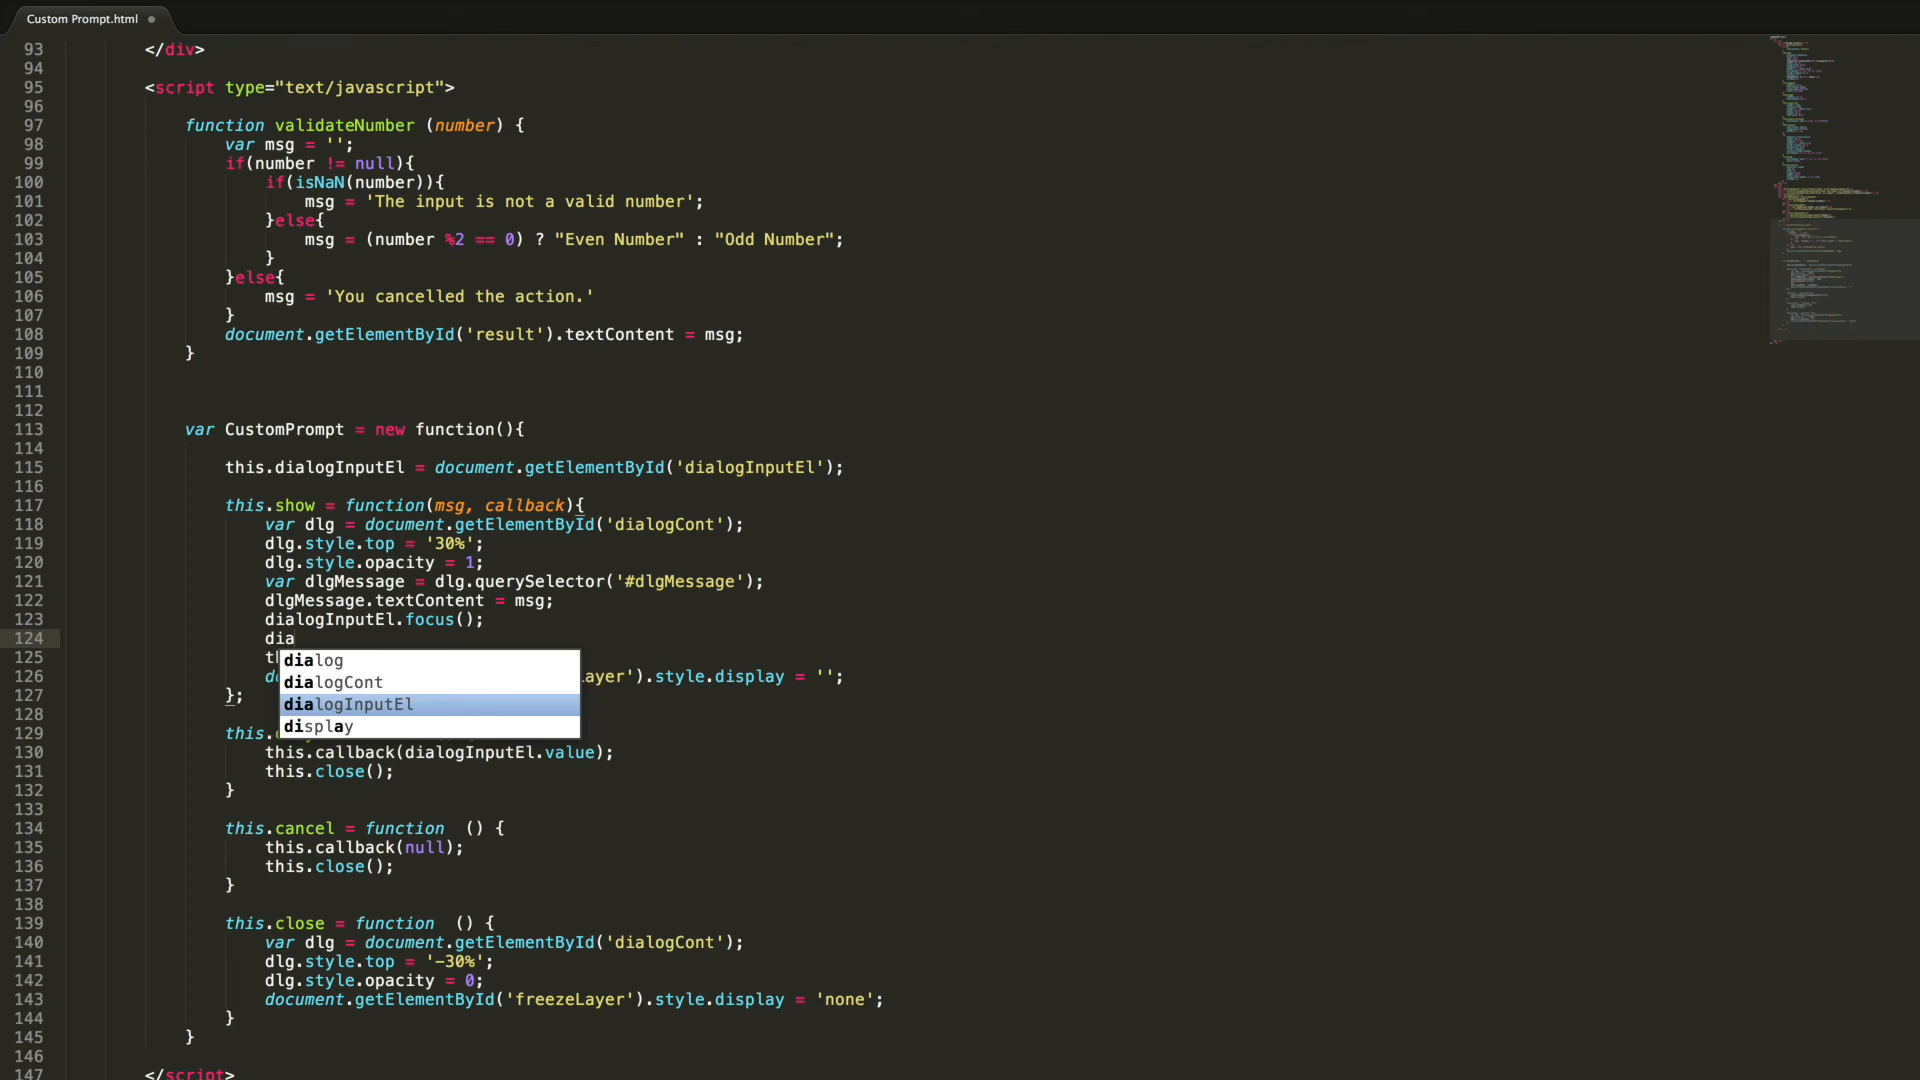 Custom Prompt.html
93 </div>
94
95 <script type="text/javascript">
96
97 function validateNumber (number) {
98 var msg = '';
99 if(number != null){
100 if(isNaN(number)){
101 msg = 'The input is not a valid number';
102 }else{
103 msg = (number %2 == 0) ? "Even Number" : "Odd Number";
104 }
105 }else{
106 msg = 'You cancelled the action.'
107 }
108 document.getElementById('result').textContent = msg;
109 }
110
111
112
113 var CustomPrompt = new function(){
114
115 this.dialogInputEl = document.getElementById('dialogInputEl');
116
117 this.show = function(msg, callback){
118 var dlg = document.getElementById('dialogCont');
119 dlg.style.top = '30%';
120 dlg.style.opacity = 1;
121 var dlgMessage = dlg.querySelector('#dlgMessage');
122 dlgMessage.textContent = msg;
123 dialogInputEl.focus();
124 dia
125
dialog
126 ayer').style.display = '';
dialogCont
127 };
dialogInputEl
128
display
129 this.
130 this.callback(dialogInputEl.value);
131 this.close();
132 }
133
134 this.cancel = function () {
135 this.callback(null);
136 this.close();
137 }
138
139 this.close = function () {
140 var dlg = document.getElementById('dialogCont');
141 dlg.style.top = '-30%';
142 dlg.style.opacity = 0;
143 document.getElementById('freezeLayer').style.display = 'none';
144 }
145 }
146
147 </script>